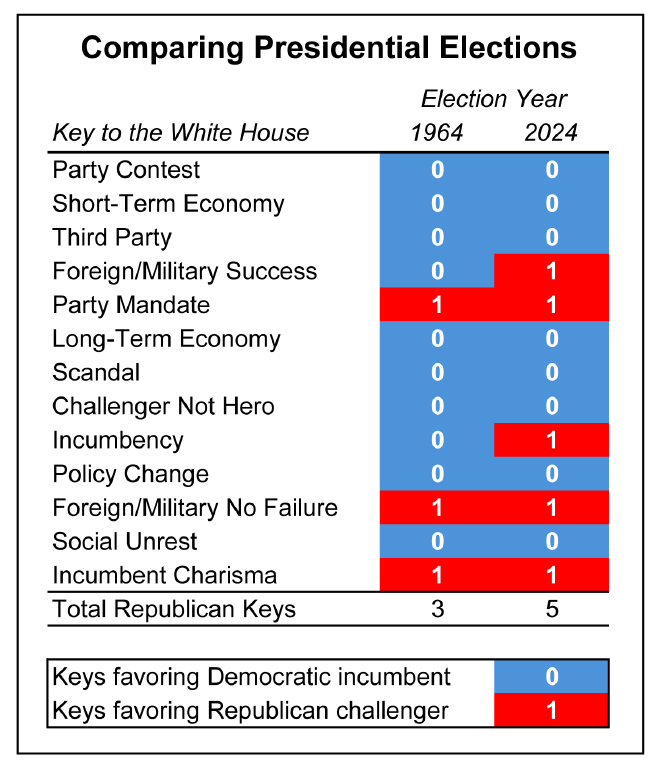 Comparing Presidential Elections
Election Year
Key to the White House 1964 2024
Party Contest 0 0
Short-Term Economy 0 0
Third Party 0 0
Foreign/Military Success 0 1
Party Mandate 1 1
Long-Term Economy 0 0
Scandal 0 0
Challenger Not Hero 0 0
Incumbency 0 1
Policy Change 0 0
Foreign/Military No Failure 1 1
Social Unrest 0 0
Incumbent Charisma 1 1
Total Republican Keys 3 5
Keys favoring Democratic incumbent 0
Keys favoring Republican challenger 1